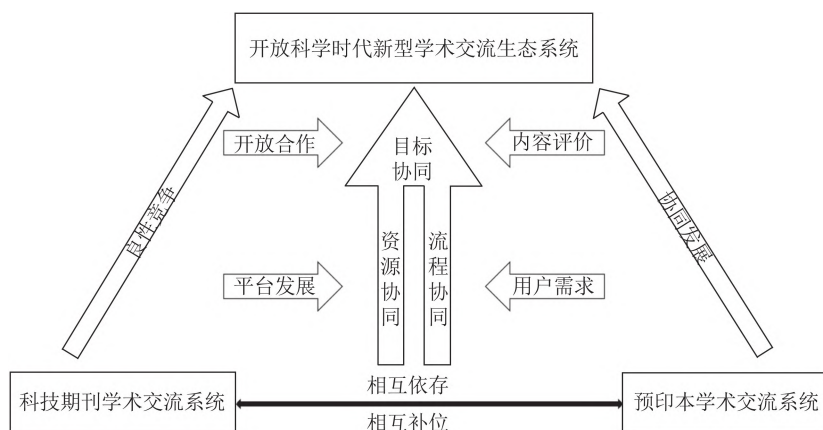 开放科学时代新型学术交流生态系统
开放合作
目标
协同
内容评价
良性竞争
协同发展
资源协同
流程协同
平台发展
用户需求
相互依存
科技期刊学术交流系统
预印本学术交流系统
相互补位